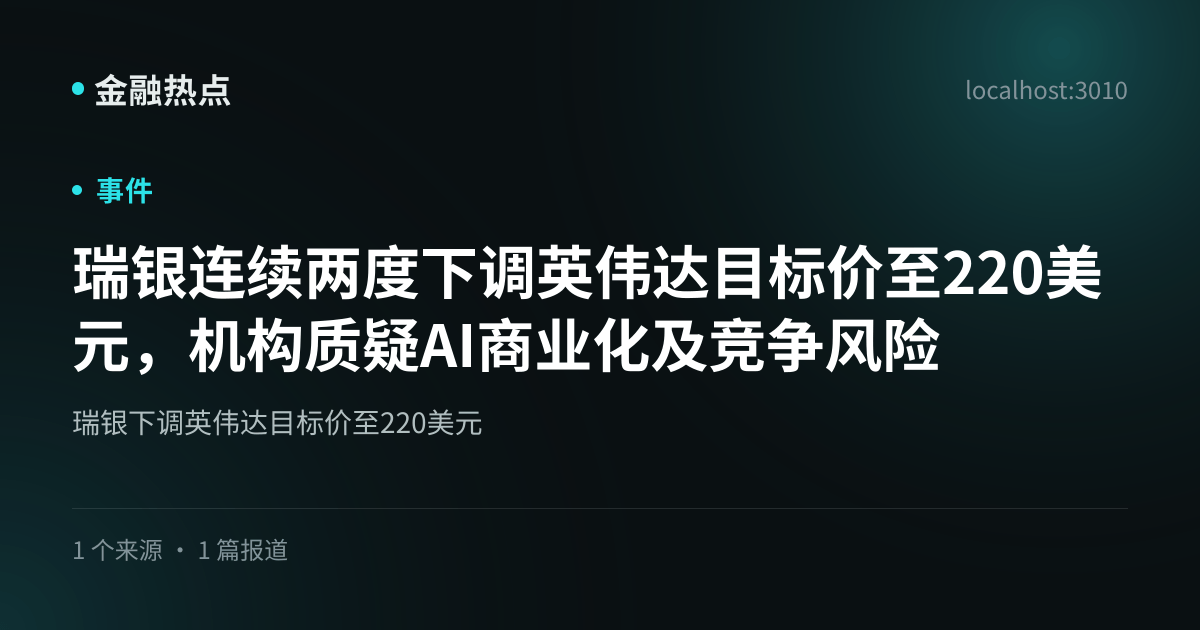 金融热点
localhost:3010
事件
瑞银连续两度下调英伟达目标价至220美
元，机构质疑AI商业化及竞争风险
瑞银下调英伟达目标价至220美元
1 个来源 · 1 篇报道